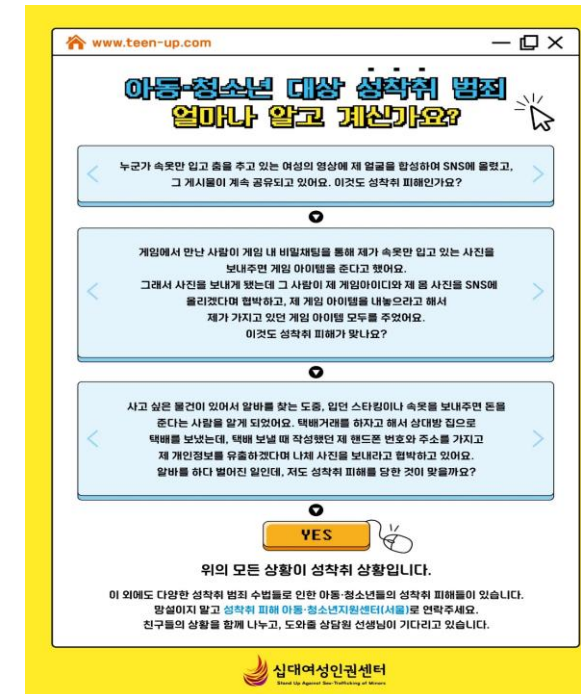 www.teen-up.com
아동·청소년 대상 성착취 범죄
얼마나 알고 계신가요?
누군가 속옷만 입고 춤을 추고 있는 여성의 영상에 제 얼굴을 합성하여 SNS에 올렸고,
그 게시물이 계속 공유되고 있어요. 이것도 성착취 피해인가요?
게임에서 만난 사람이 게임 내 비밀채팅을 통해 제가 속옷만 입고 있는 사진을
보내주면 게임 아이템을 준다고 했어요.
그래서 사진을 보내게 됐는데 그 사람이 제 게임아이디와 제 몸 사진을 SNS에
올리겠다며 협박하고, 제 게임 아이템을 내놓으라고 해서
제가 가지고 있던 게임 아이템 모두를 주었어요.
이것도 성착취 피해가 맞나요?
사고 싶은 물건이 있어서 알바를 찾는 도중, 입던 스타킹이나 속옷을 보내주면 돈을
준다는 사람을 알게 되었어요. 택배거래를 하자고 해서 상대방 집으로
택배를 보냈는데, 택배 보낼 때 작성했던 제 핸드폰 번호와 주소를 가지고
제 개인정보를 유출하겠다며 나체 사진을 보내라고 협박하고 있어요.
알바를 하다 벌어진 일인데, 저도 성착취 피해를 당한 것이 맞을까요?
YES
위의 모든 상황이 성착취 상황입니다.
이 외에도 다양한 성착취 범죄 수법들로 인한 아동·청소년들의 성착취 피해들이 있습니다.
망설이지 말고 성착취 피해 아동·청소년지원센터(서울)로 연락주세요.
친구들의 상황을 함께 나누고, 도와줄 상담원 선생님이 기다리고 있습니다.
십대여성인권센터
Stand Up Against Sex-Trafficking of Minors